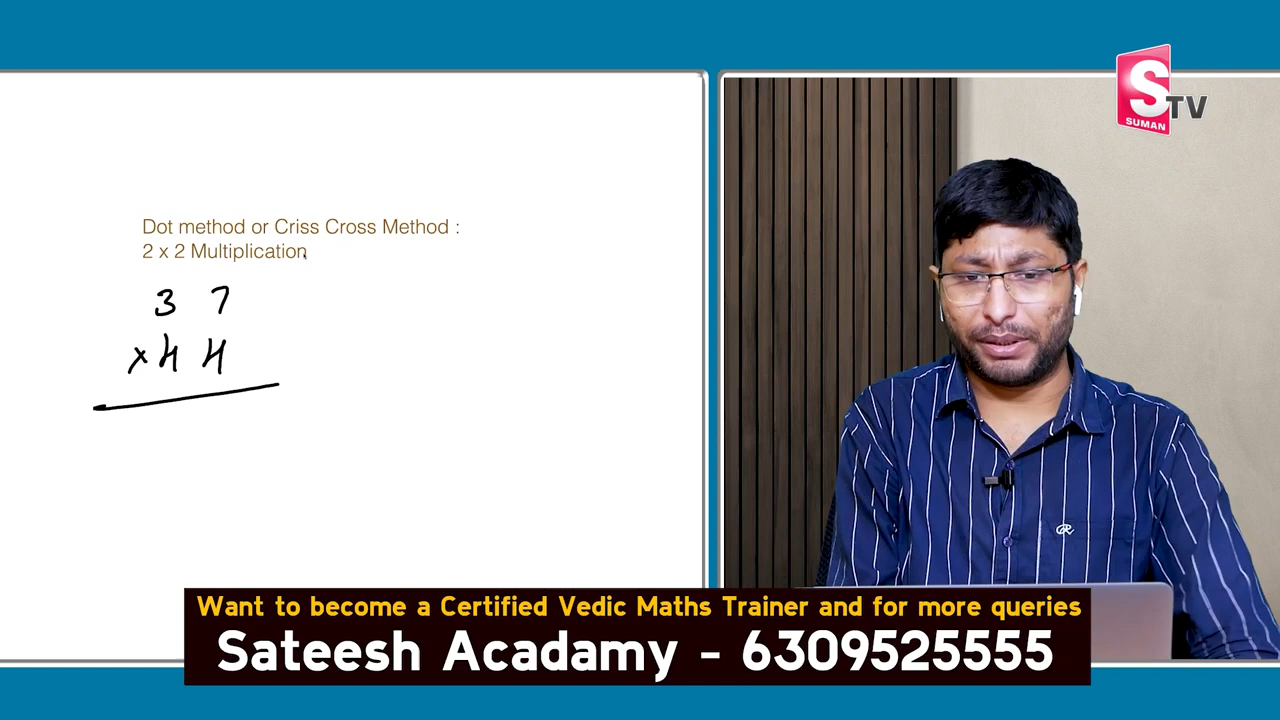 Dot method or Criss Cross Method :
2 x 2 Multiplication
3 7
x 4 4
S
TV
SUMAN
Want to become a Certified Vedic Maths Trainer and for more queries
Sateesh Acadamy - 6309525555